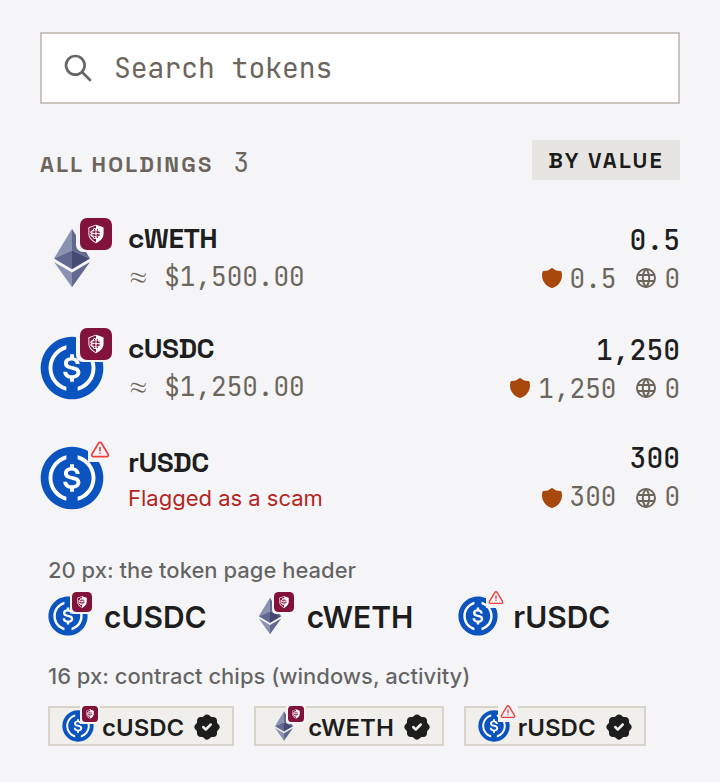 Search tokens
ALL HOLDINGS 3 BY VALUE
cWETH 0.5
≈ $1,500.00 0.5 0
cUSDC 1,250
≈ $1,250.00 1,250 0
rUSDC 300
Flagged as a scam 300 0
20 px: the token page header
cUSDC cWETH rUSDC
16 px: contract chips (windows, activity)
cUSDC cWETH rUSDC